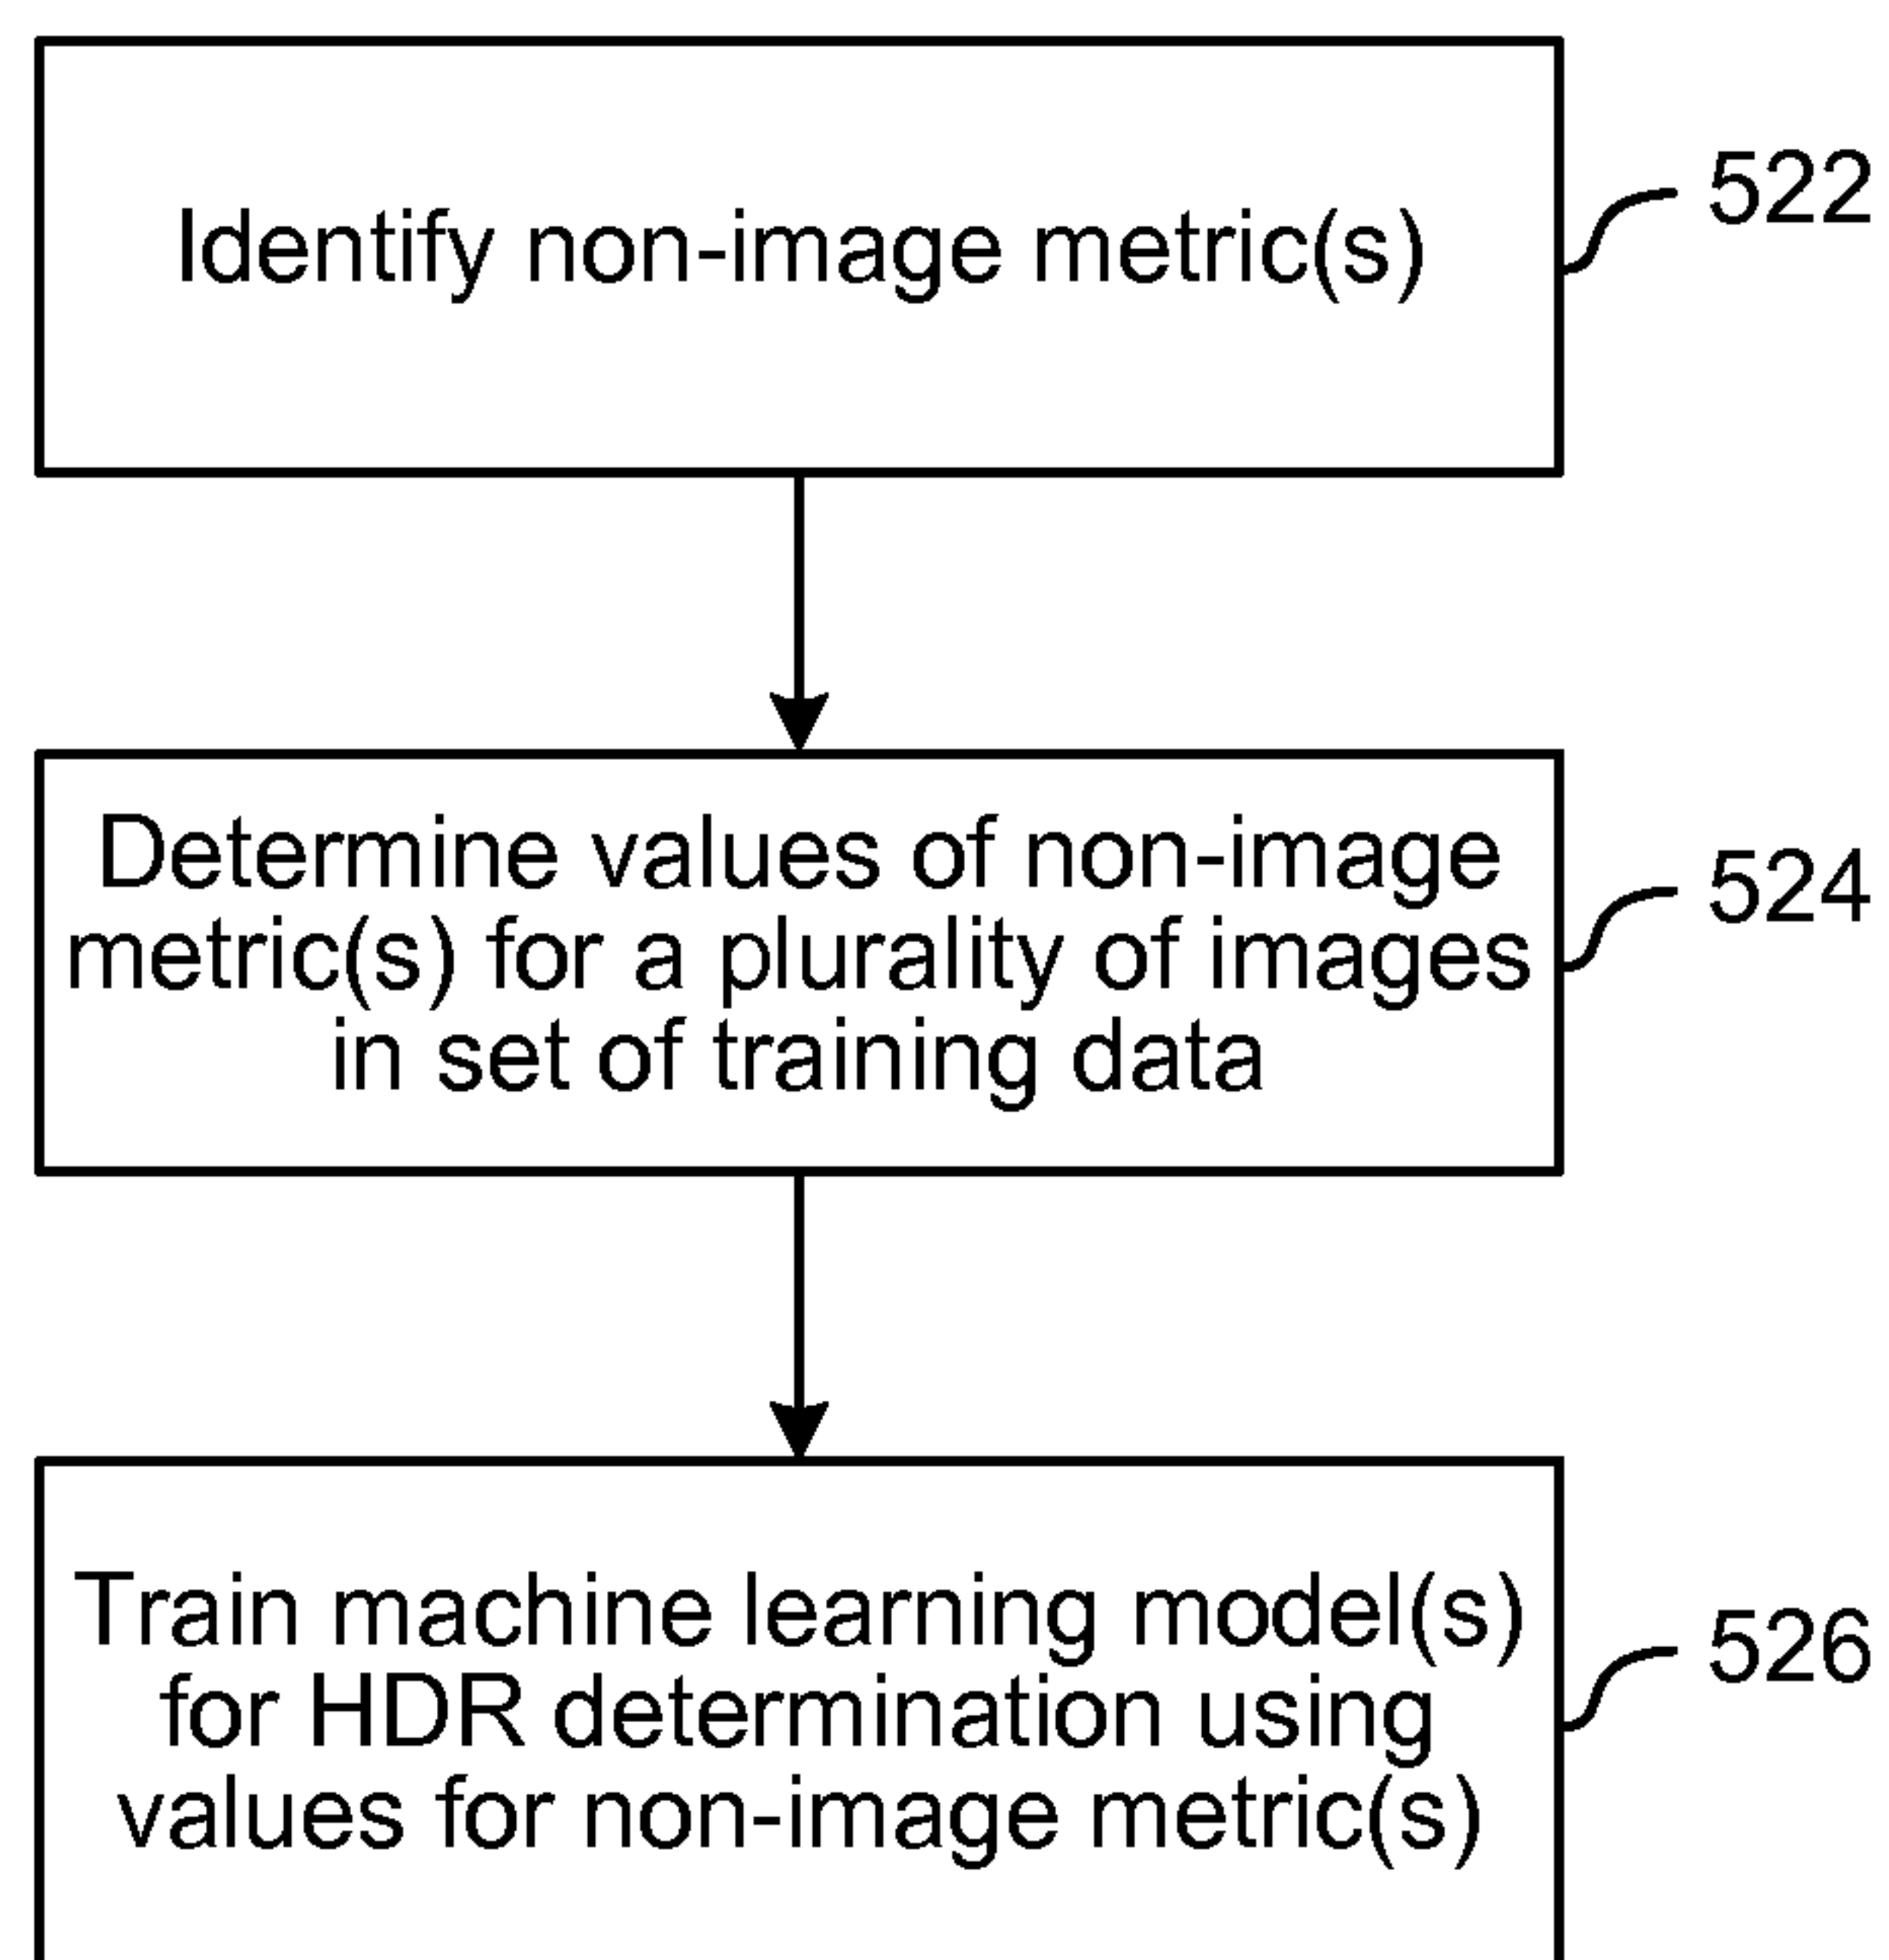 Identify non-image metric(s)
522
Determine values of non-image
metric(s) for a plurality of images
in set of training data
524
Train machine learning model(s)
for HDR determination using
values for non-image metric(s)
526